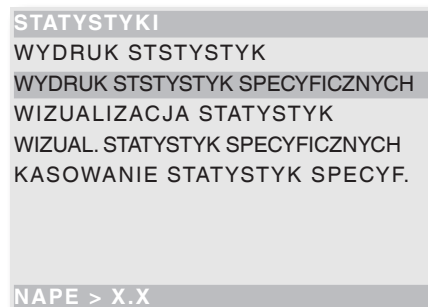 STATYSTYKI
WYDRUK STSTYSTYK
WYDRUK STSTYSTYK SPECYFICZNYCH
WIZUALIZACJA STATYSTYK
WIZUAL. STATYSTYK SPECYFICZNYCH
KASOWANIE STATYSTYK SPECYF.
NAPE > X.X